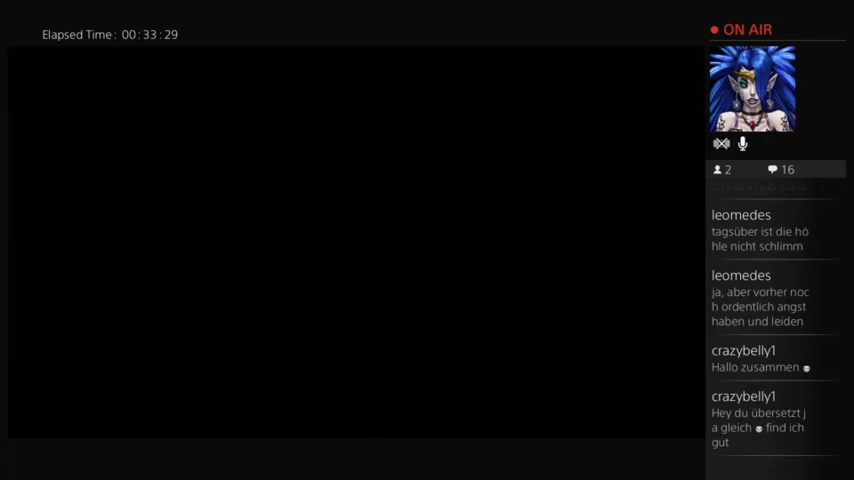 Elapsed Time: 00:33:29
ON AIR
2 16
leomedes
tagsüber ist die hö
hle nicht schlimm
leomedes
ja, aber vorher noc
h ordentlich angst
haben und leiden
crazybelly1
Hallo zusammen
crazybelly1
Hey du übersetzt j
a gleich find ich
gut